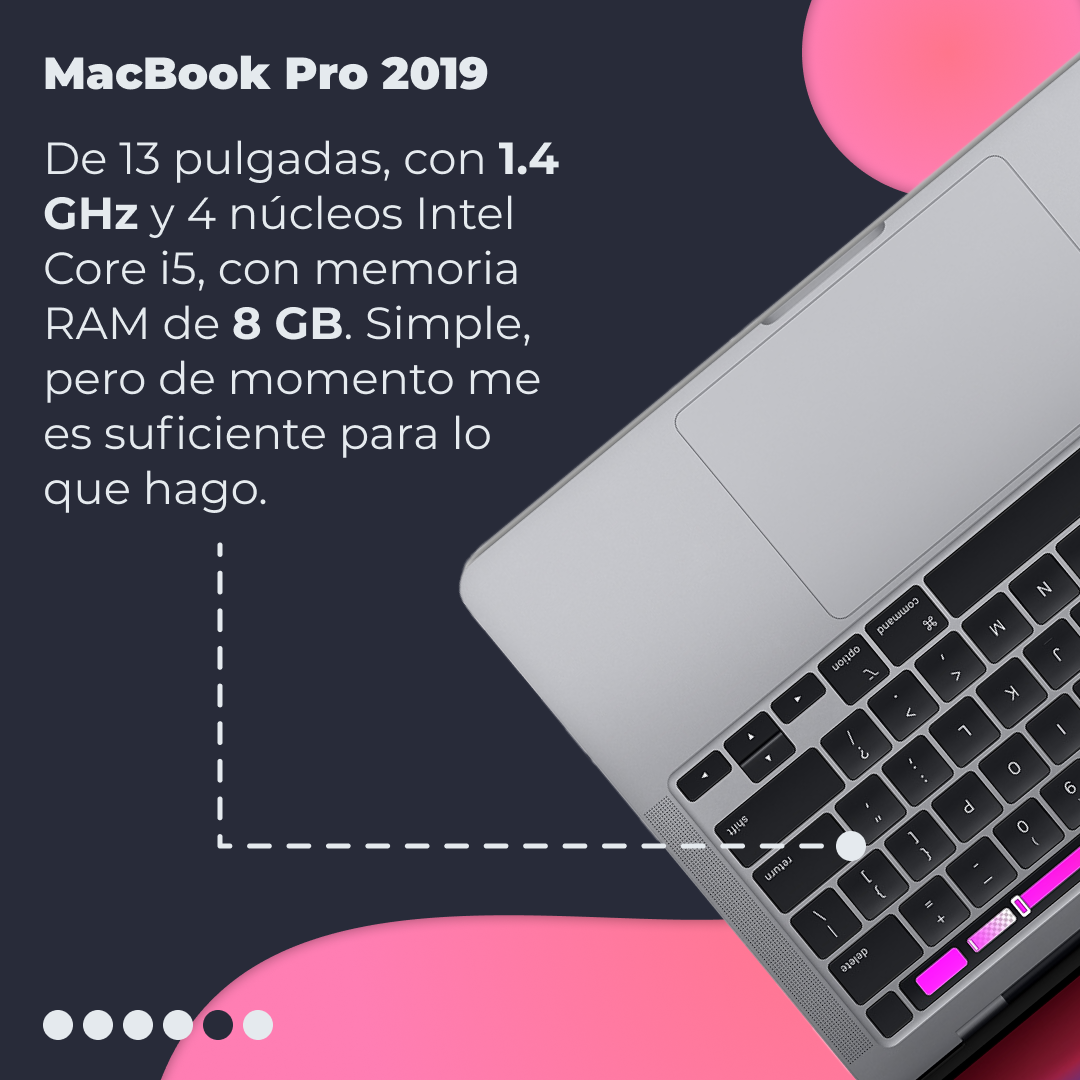 MacBook Pro 2019
De 13 pulgadas, con 1.4
GHz y 4 núcleos Intel
Core i5, con memoria
RAM de 8 GB. Simple,
pero de momento me
es suficiente para lo
que hago.
command ⌘
option ⌥
N
M
J
K
L
I
O
P
9
0
shift
return
delete
< ,
> .
? /
: ;
" '
{ [
} ]
| \
_ -
+ =
)